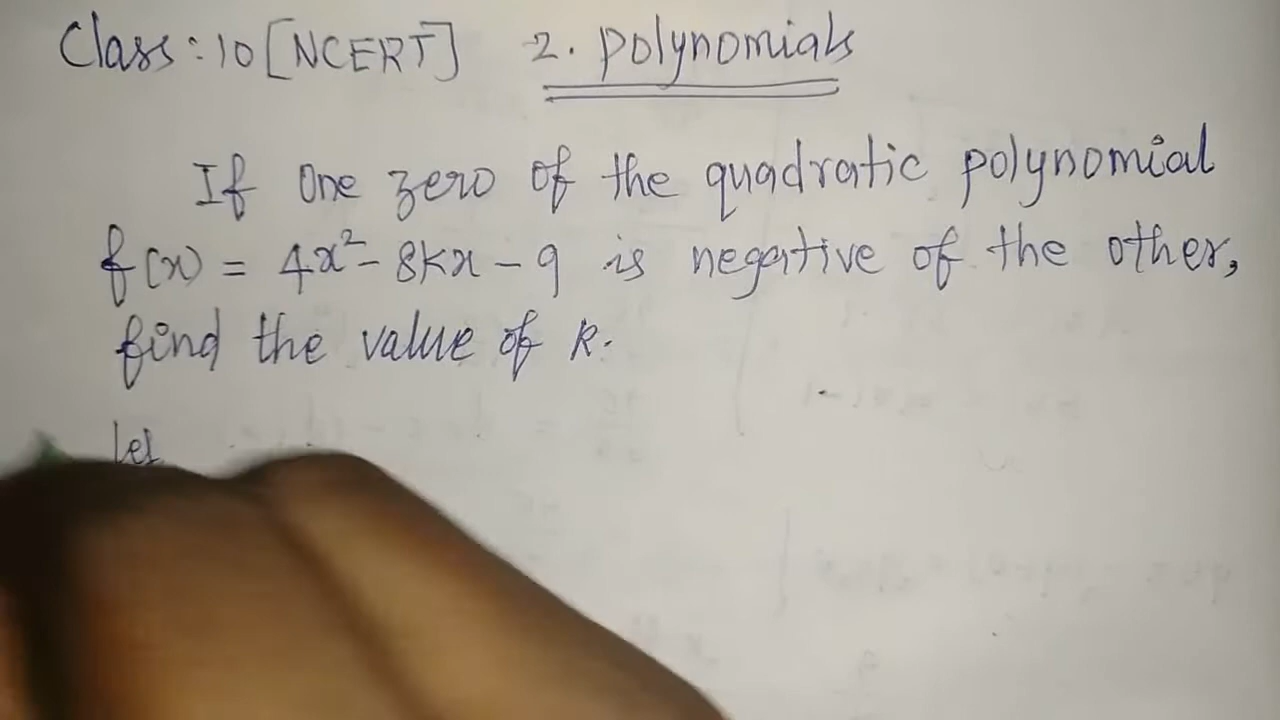 Class: 10 [NCERT] 2. Polynomials
If one zero of the quadratic polynomial
f(x) = 4x² - 8kx - 9 is negative of the other,
find the value of k.
let